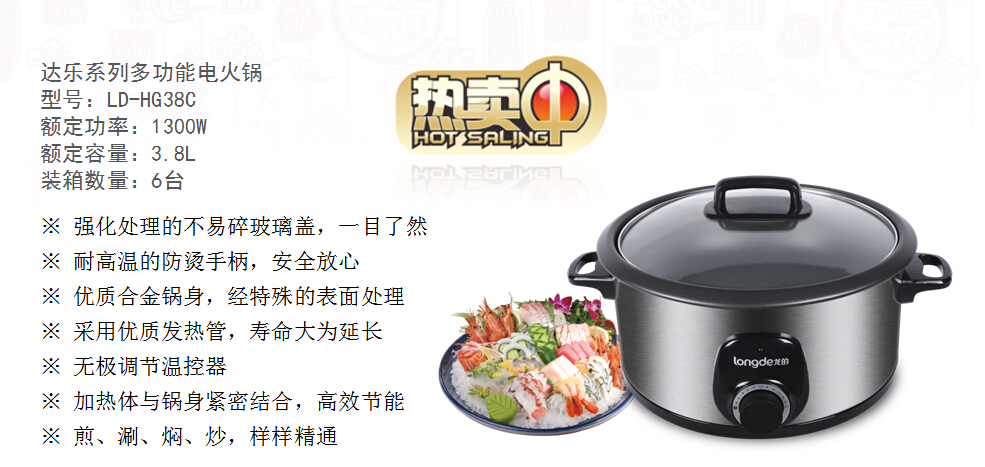 达乐系列多功能电火锅
型号：LD-HG38C
额定功率：1300W
额定容量：3.8L
装箱数量：6台
热卖中
HOT SALING
※ 强化处理的不易碎玻璃盖，一目了然
※ 耐高温的防烫手柄，安全放心
※ 优质合金锅身，经特殊的表面处理
※ 采用优质发热管，寿命大为延长
※ 无极调节温控器
※ 加热体与锅身紧密结合，高效节能
※ 煎、涮、焖、炒，样样精通
longde龙的